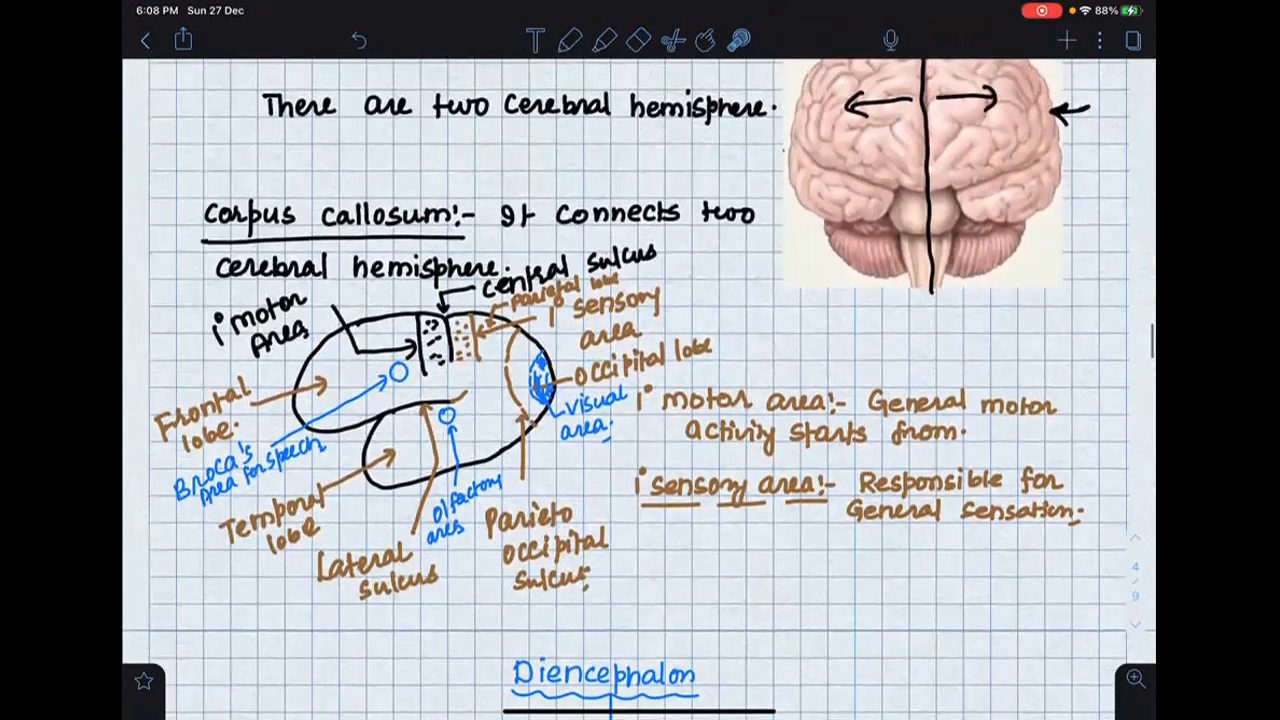 6:08 PM Sun 27 Dec
88%
There are two cerebral hemisphere.
Corpus callosum:- It connects two
cerebral hemisphere.
central sulcus
parietal lobe
1° motor
Area
1° sensory
area
occipital lobe
visual
area.
Frontal
lobe.
Broca's
Area for speech
Temporal
lobe
Lateral
sulcus
Olfactory
area
Parieto
occipital
sulcus
1° motor area:- General motor
activity starts from.
1° sensory area:- Responsible for
General Sensation.
4
/
9
Diencephalon